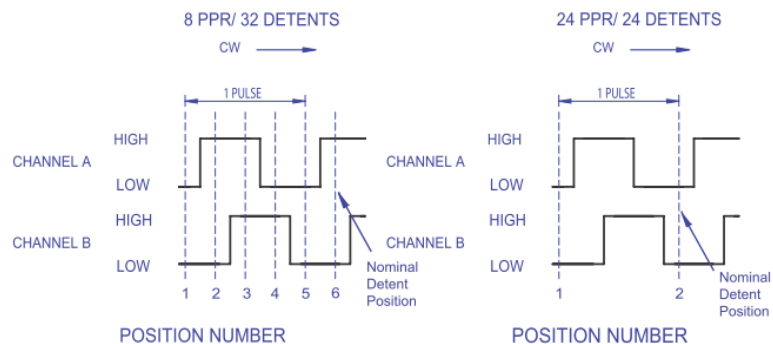 8 PPR/ 32 DETENTS
CW
1 PULSE
HIGH
CHANNEL A
LOW
HIGH
CHANNEL B
LOW
1 2 3 4 5 6
Nominal
Detent
Position
POSITION NUMBER
24 PPR/ 24 DETENTS
CW
1 PULSE
HIGH
CHANNEL A
LOW
HIGH
CHANNEL B
LOW
1 2
Nominal
Detent
Position
POSITION NUMBER